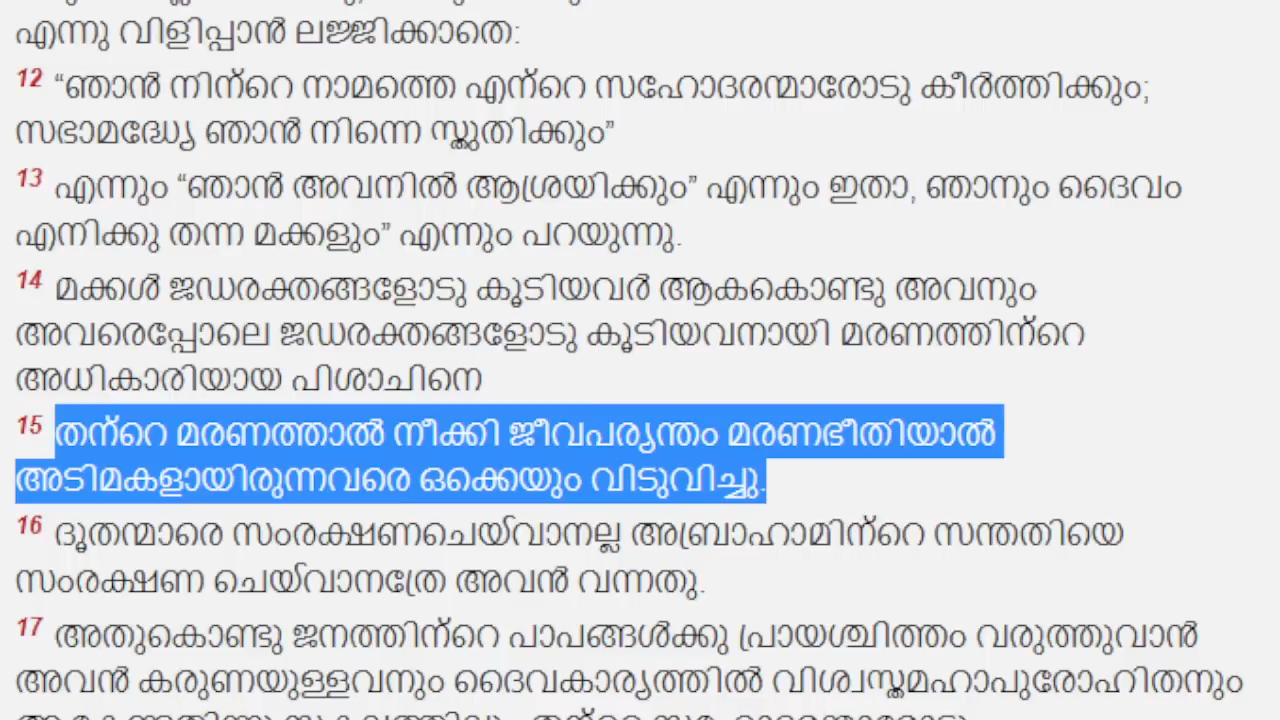 എന്നു വിളിപ്പാൻ ലജ്ജിക്കാതെ:
12 “ഞാൻ നിന്റെ നാമത്തെ എന്റെ സഹോദരന്മാരോടു കീർത്തിക്കും;
സഭാമദ്ധ്യേ ഞാൻ നിന്നെ സ്തുതിക്കും”
13 എന്നും “ഞാൻ അവനിൽ ആശ്രയിക്കും” എന്നും ഇതാ, ഞാനും ദൈവം
എനിക്കു തന്ന മക്കളും” എന്നും പറയുന്നു.
14 മക്കൾ ജഡരക്തങ്ങളോടു കൂടിയവർ ആകകൊണ്ടു അവനും
അവരെപ്പോലെ ജഡരക്തങ്ങളോടു കൂടിയവനായി മരണത്തിന്റെ
അധികാരിയായ പിശാചിനെ
15 തന്റെ മരണത്താൽ നീക്കി ജീവപര്യന്തം മരണഭീതിയാൽ
അടിമകളായിരുന്നവരെ ഒക്കെയും വിടുവിച്ചു.
16 ദൂതന്മാരെ സംരക്ഷണചെയ്‌വാനല്ല അബ്രാഹാമിന്റെ സന്തതിയെ
സംരക്ഷണ ചെയ്‌വാനത്രേ അവൻ വന്നതു.
17 അതുകൊണ്ടു ജനത്തിന്റെ പാപങ്ങൾക്കു പ്രായശ്ചിത്തം വരുത്തുവാൻ
അവൻ കരുണയുള്ളവനും ദൈവകാര്യത്തിൽ വിശ്വസ്തമഹാപുരോഹിതനും